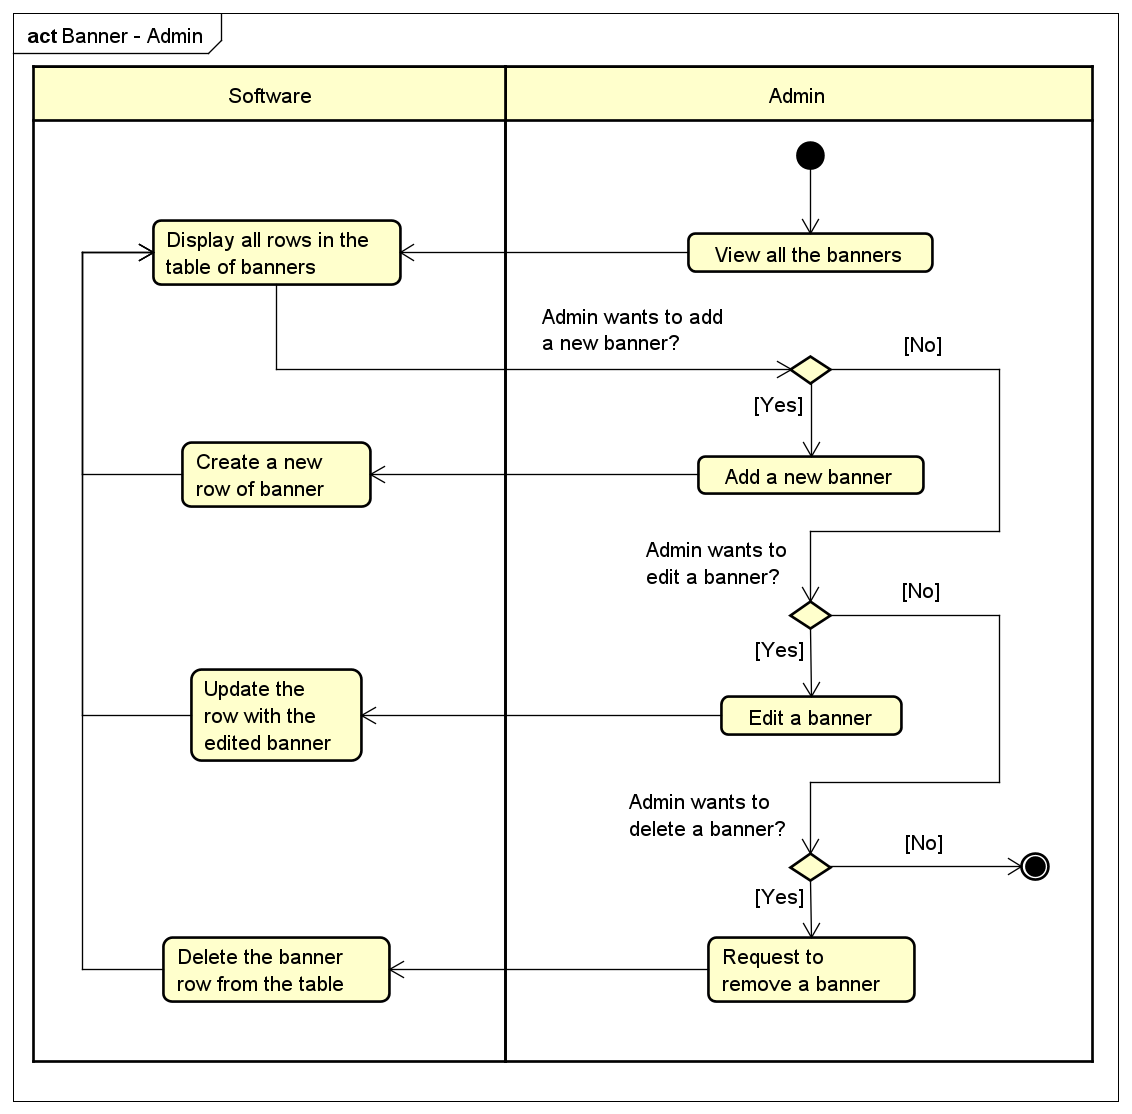 act Banner - Admin
Software
Admin
Display all rows in the
table of banners
View all the banners
Admin wants to add
a new banner?
[No]
[Yes]
Create a new
row of banner
Add a new banner
Admin wants to
edit a banner?
[No]
[Yes]
Update the
row with the
edited banner
Edit a banner
Admin wants to
delete a banner?
[No]
[Yes]
Delete the banner
row from the table
Request to
remove a banner